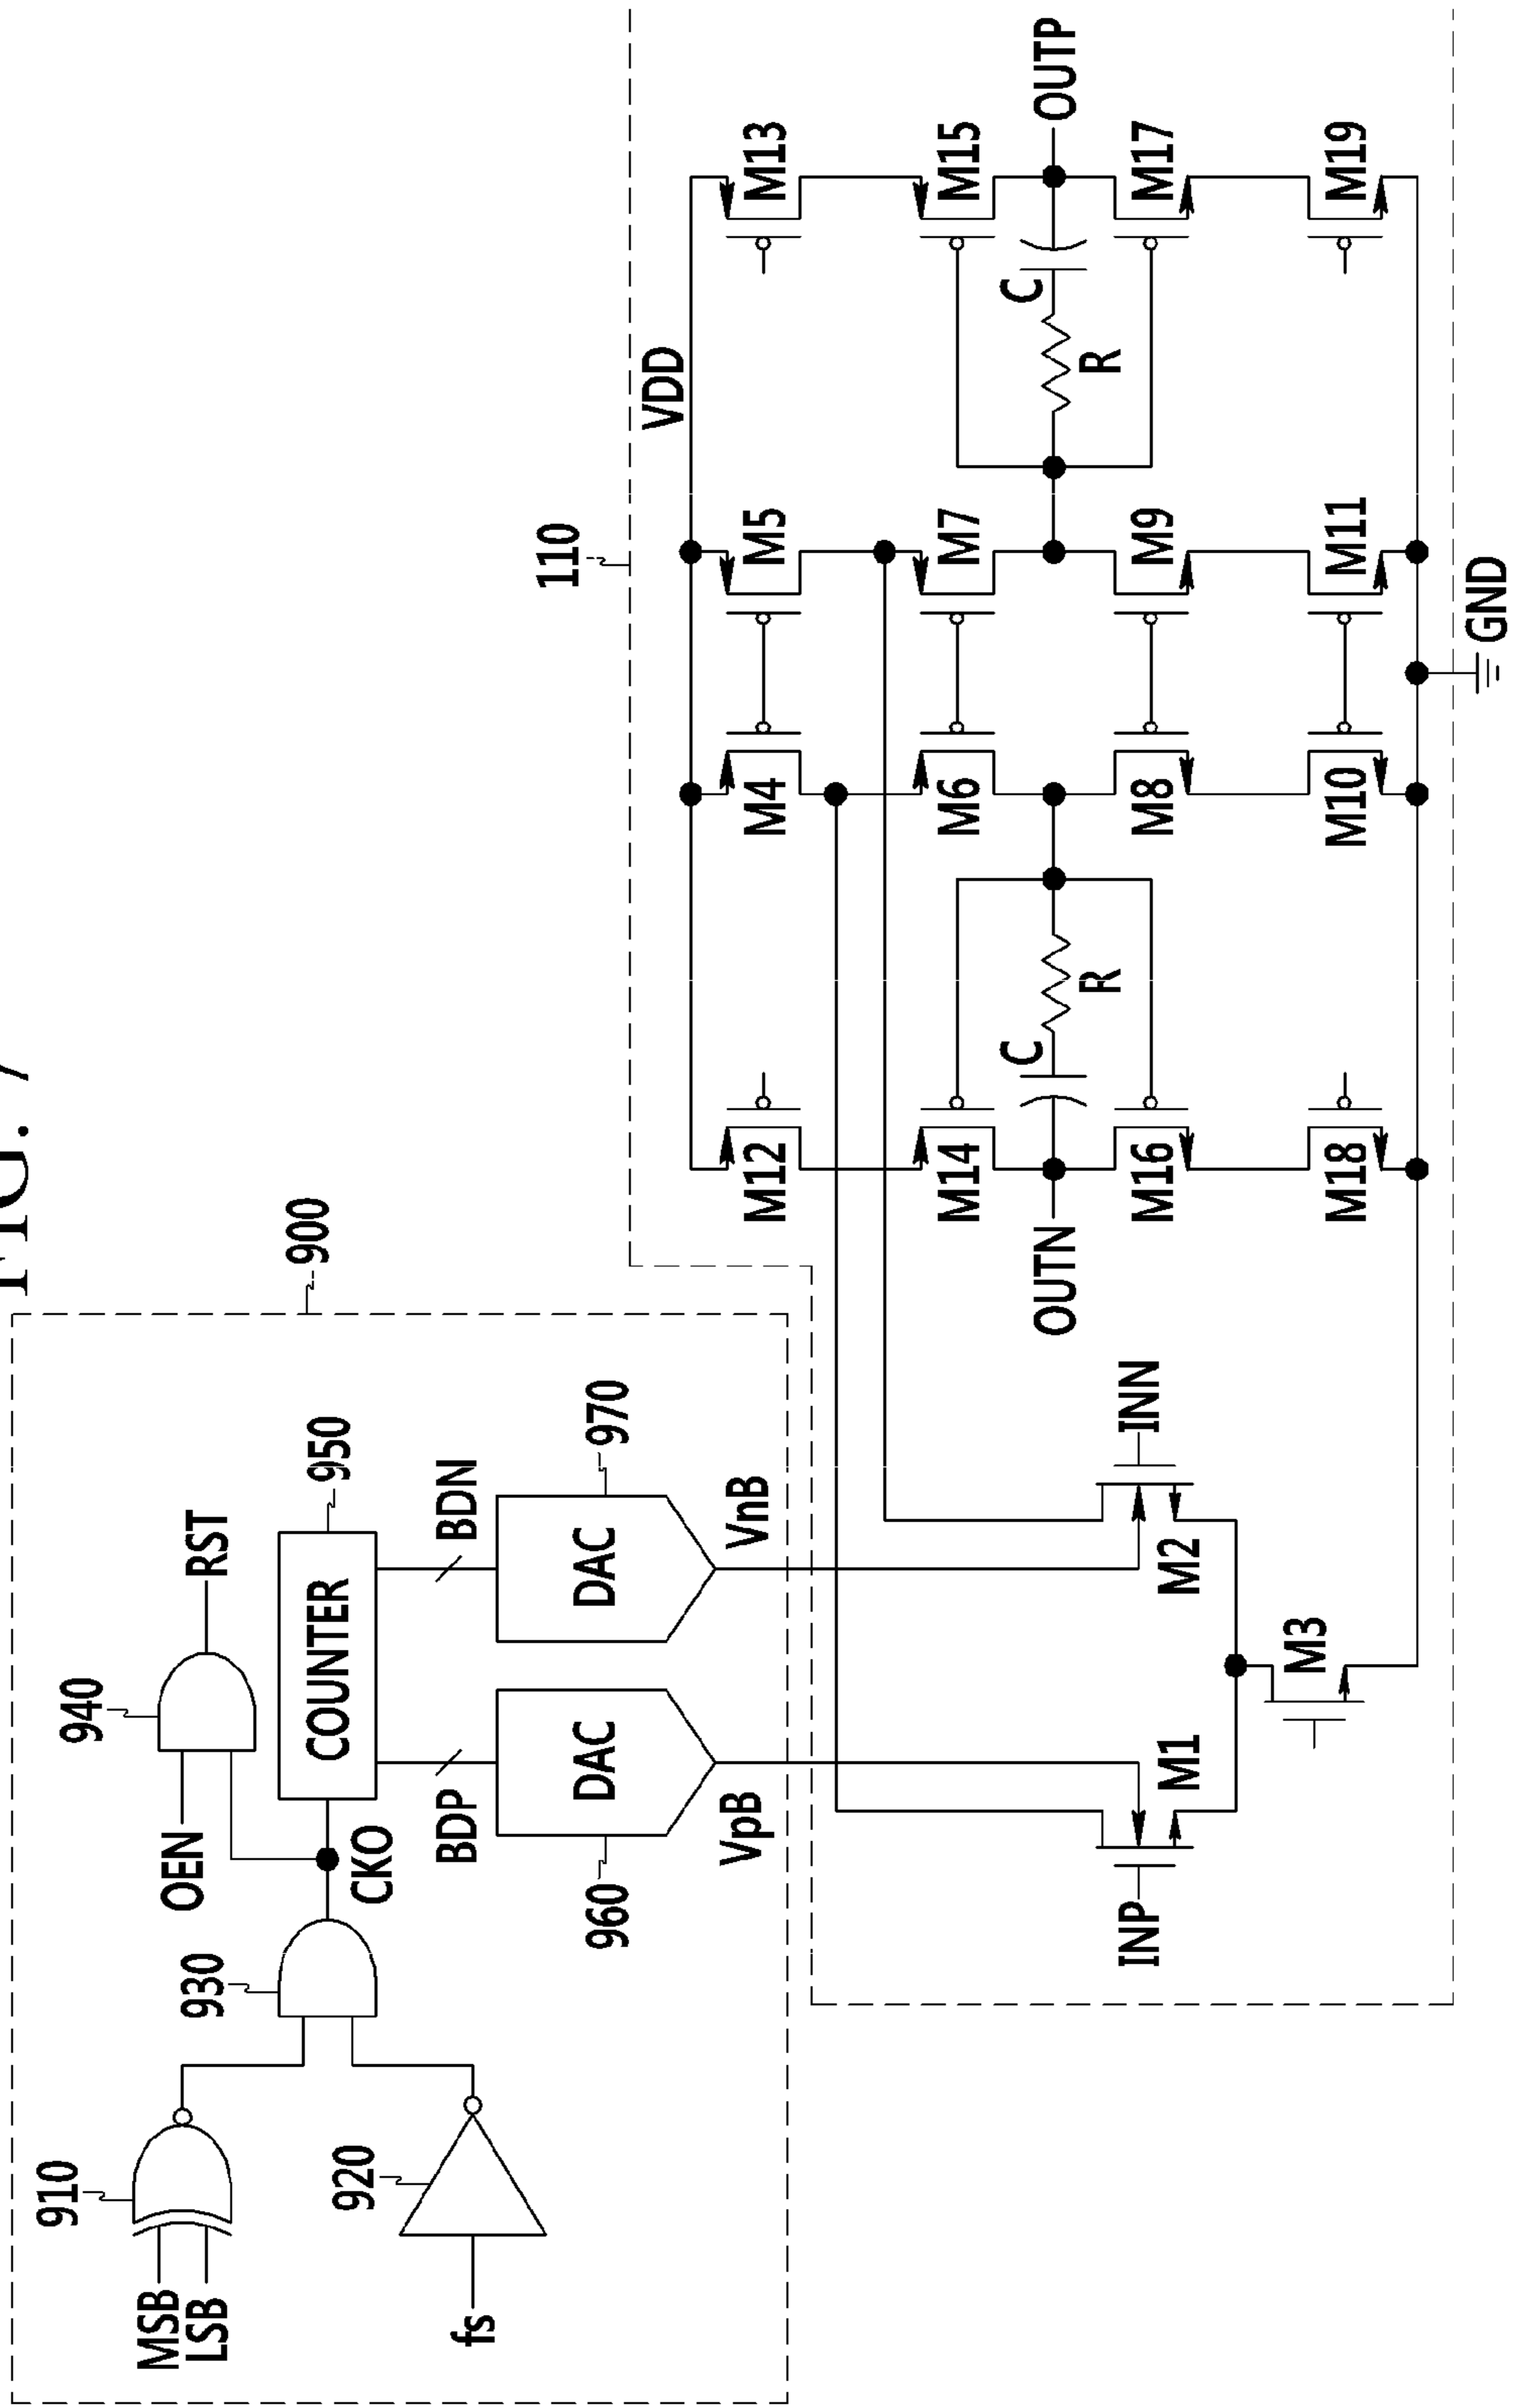 FIG. 7
900
910
MSB
LSB
920
fs
930
940
OEN
RST
CKO
COUNTER
950
BDP
BDN
960
DAC
DAC
970
VpB
VnB
110
VDD
M12
M4
M5
M13
M14
M6
M7
M15
OUTN
C
R
R
C
OUTP
M16
M8
M9
M17
M18
M10
M11
M19
INP
M1
M2
INN
M3
GND